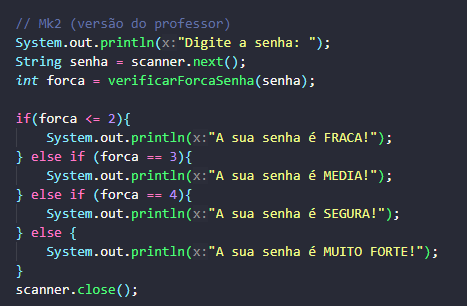 // Mk2 (versão do professor)
System.out.println(x:"Digite a senha: ");
String senha = scanner.next();
int forca = verificarForcaSenha(senha);
if(forca <= 2){
System.out.println(x:"A sua senha é FRACA!");
} else if (forca == 3){
System.out.println(x:"A sua senha é MEDIA!");
} else if (forca == 4){
System.out.println(x:"A sua senha é SEGURA!");
} else {
System.out.println(x:"A sua senha é MUITO FORTE!");
}
scanner.close();